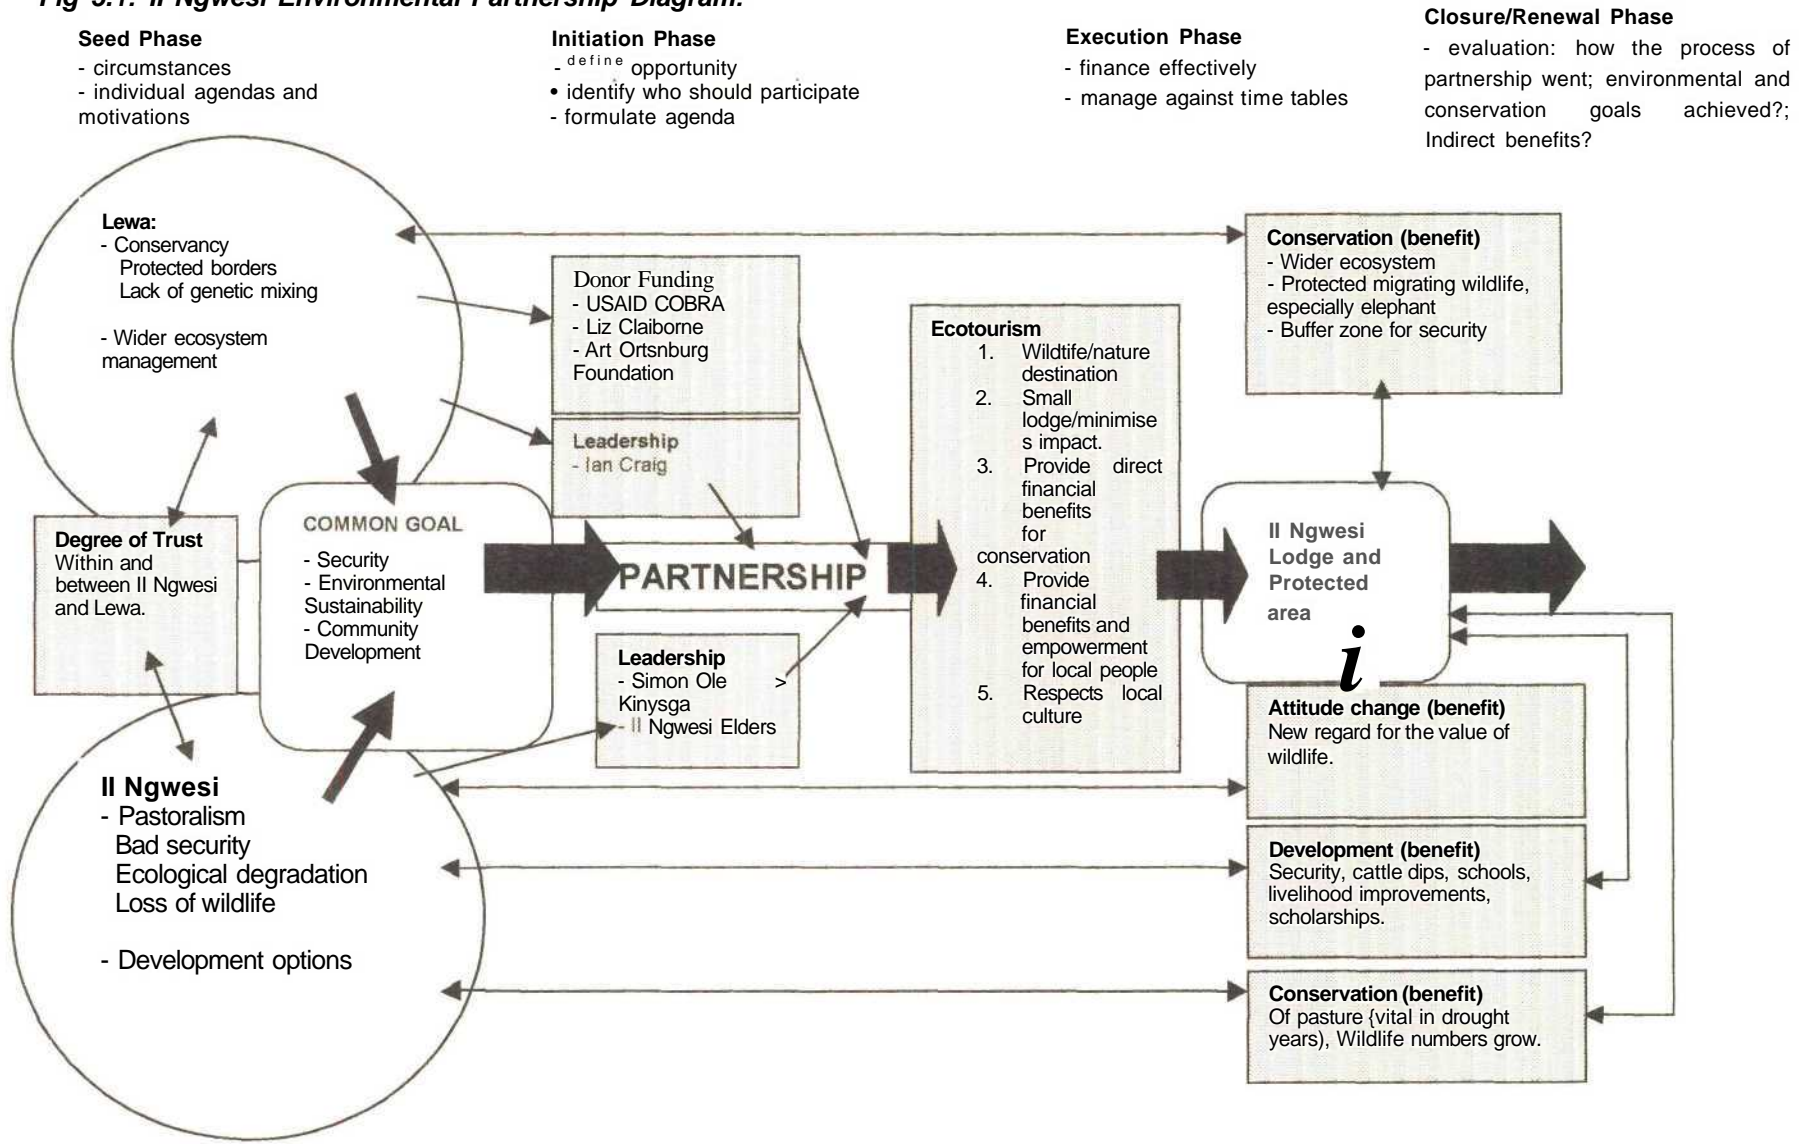 Fig 5.1: Il Ngwesi Environmental Partnership Diagram.
Seed Phase
- circumstances
- individual agendas and
motivations
Initiation Phase
- define opportunity
• identify who should participate
- formulate agenda
Execution Phase
- finance effectively
- manage against time tables
Closure/Renewal Phase
- evaluation: how the process of
partnership went; environmental and
conservation goals achieved?;
Indirect benefits?
Lewa:
- Conservancy
Protected borders
Lack of genetic mixing
- Wider ecosystem
management
Degree of Trust
Within and
between II Ngwesi
and Lewa.
II Ngwesi
- Pastoralism
Bad security
Ecological degradation
Loss of wildlife
- Development options
COMMON GOAL
- Security
- Environmental
Sustainability
- Community
Development
Donor Funding
- USAID COBRA
- Liz Claiborne
- Art Ortsnburg
Foundation
Leadership
- Ian Craig
PARTNERSHIP
Leadership
- Simon Ole >
Kinysga
- II Ngwesi Elders
Ecotourism
1. Wildtife/nature
destination
2. Small
lodge/minimise
s impact.
3. Provide direct
financial
benefits
for
conservation
4. Provide
financial
benefits and
empowerment
for local people
5. Respects local
culture
Conservation (benefit)
- Wider ecosystem
- Protected migrating wildlife,
especially elephant
- Buffer zone for security
II Ngwesi
Lodge and
Protected
area
i
Attitude change (benefit)
New regard for the value of
wildlife.
Development (benefit)
Security, cattle dips, schools,
livelihood improvements,
scholarships.
Conservation (benefit)
Of pasture {vital in drought
years), Wildlife numbers grow.